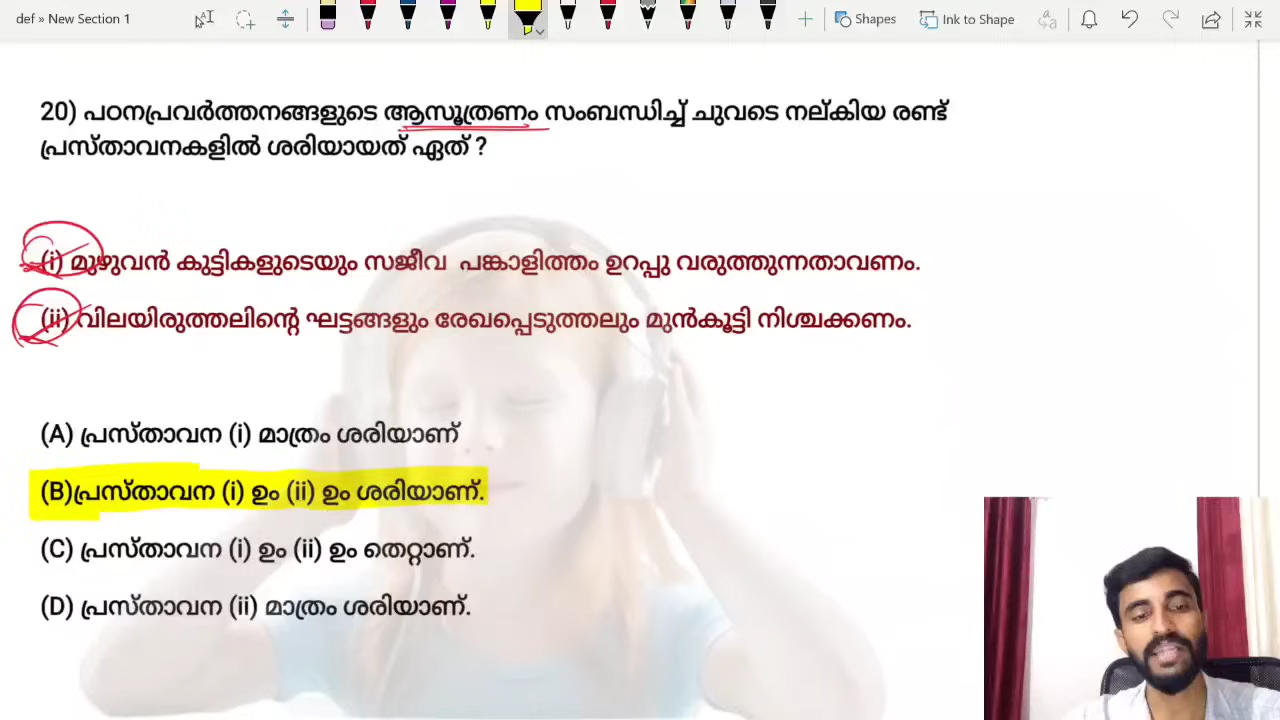 def » New Section 1
Shapes
Ink to Shape
20) പഠനപ്രവർത്തനങ്ങളുടെ ആസൂത്രണം സംബന്ധിച്ച് ചുവടെ നല്കിയ രണ്ട്
പ്രസ്താവനകളിൽ ശരിയായത് ഏത് ?
(i) മുഴുവൻ കുട്ടികളുടെയും സജീവ പങ്കാളിത്തം ഉറപ്പു വരുത്തുന്നതാവണം.
(ii) വിലയിരുത്തലിന്റെ ഘട്ടങ്ങളും രേഖപ്പെടുത്തലും മുൻകൂട്ടി നിശ്ചക്കണം.
(A) പ്രസ്താവന (i) മാത്രം ശരിയാണ്
(B)പ്രസ്താവന (i) ഉം (ii) ഉം ശരിയാണ്.
(C) പ്രസ്താവന (i) ഉം (ii) ഉം തെറ്റാണ്.
(D) പ്രസ്താവന (ii) മാത്രം ശരിയാണ്.